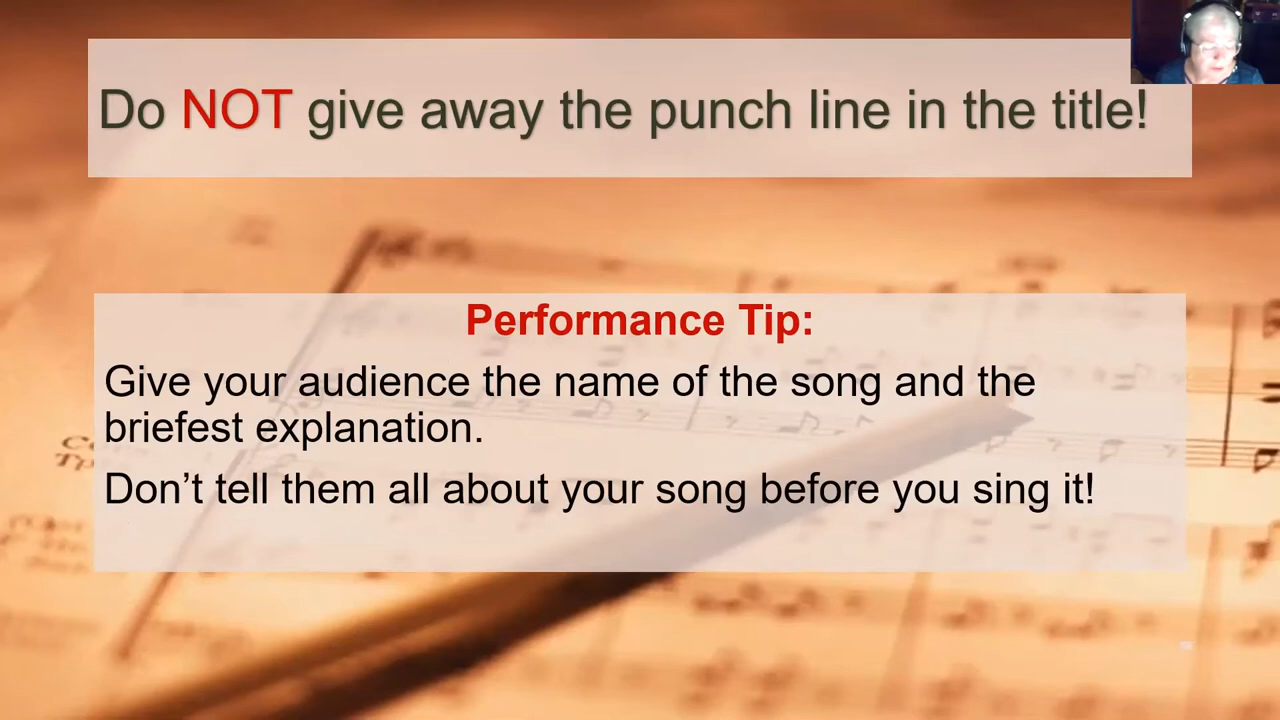 Do NOT give away the punch line in the title!
Performance Tip:
Give your audience the name of the song and the
briefest explanation.
Don’t tell them all about your song before you sing it!